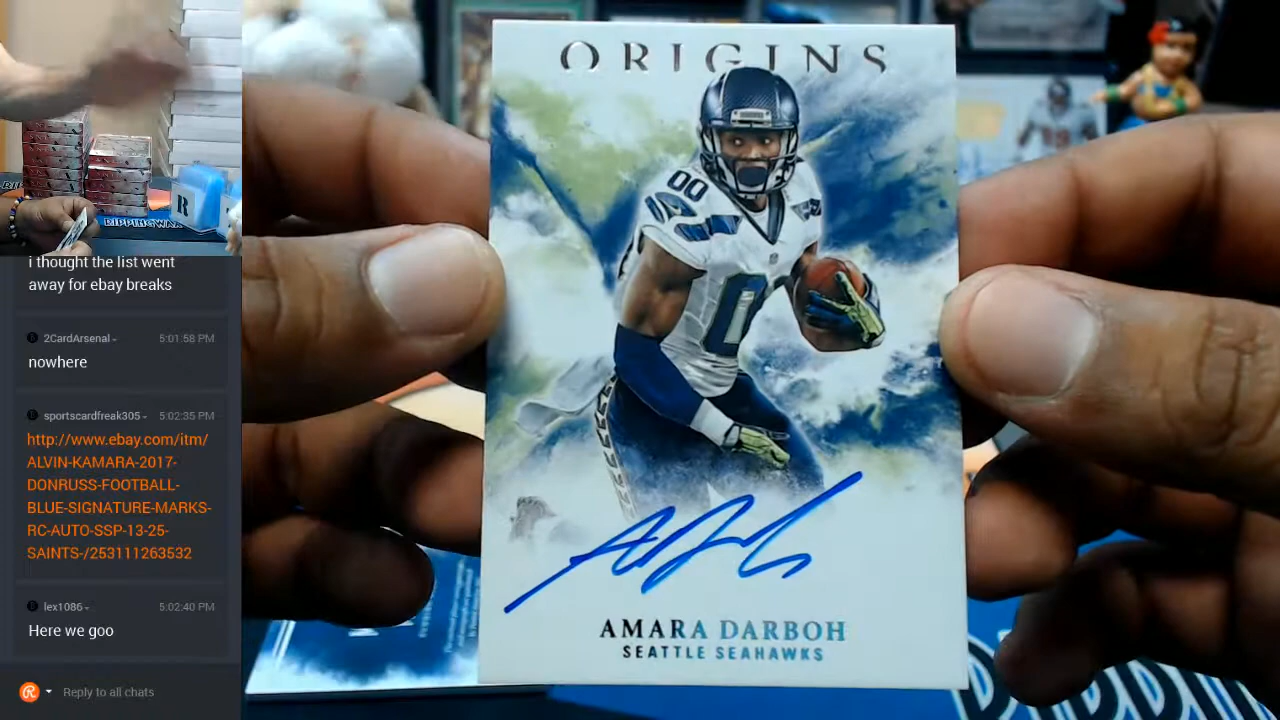 RIPPINGWAX
R
i thought the list went
away for ebay breaks
2CardArsenal
5:01:58 PM
nowhere
sportscardfreak305
5:02:35 PM
http://www.ebay.com/itm/
ALVIN-KAMARA-2017-
DONRUSS-FOOTBALL-
BLUE-SIGNATURE-MARKS-
RC-AUTO-SSP-13-25-
SAINTS-/253111263532
lex1086
5:02:40 PM
Here we goo
Reply to all chats
ORIGINS
00
0
AMARA DARBOH
SEATTLE SEAHAWKS